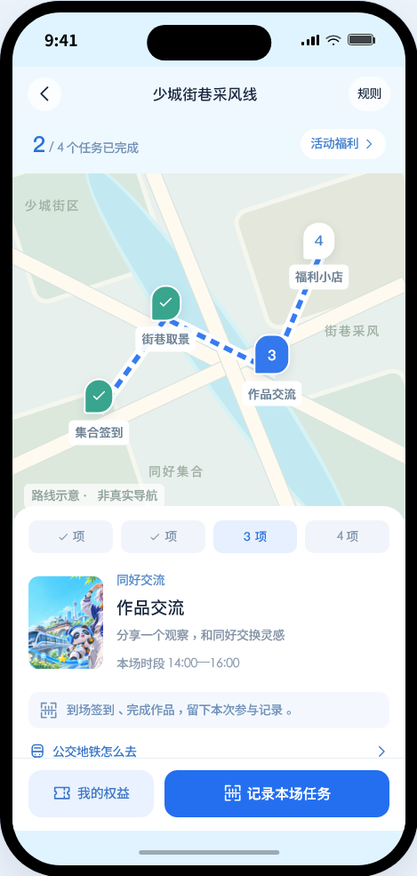 9:41
少城街巷采风线
规则
2 / 4 个任务已完成
活动福利
少城街区
4
福利小店
街巷取景
街巷采风
3
作品交流
集合签到
同好集合
路线示意 · 非真实导航
项
项
3 项
4 项
同好交流
作品交流
分享一个观察，和同好交换灵感
本场时段 14:00—16:00
到场签到、完成作品，留下本次参与记录。
公交地铁怎么去
我的权益
记录本场任务